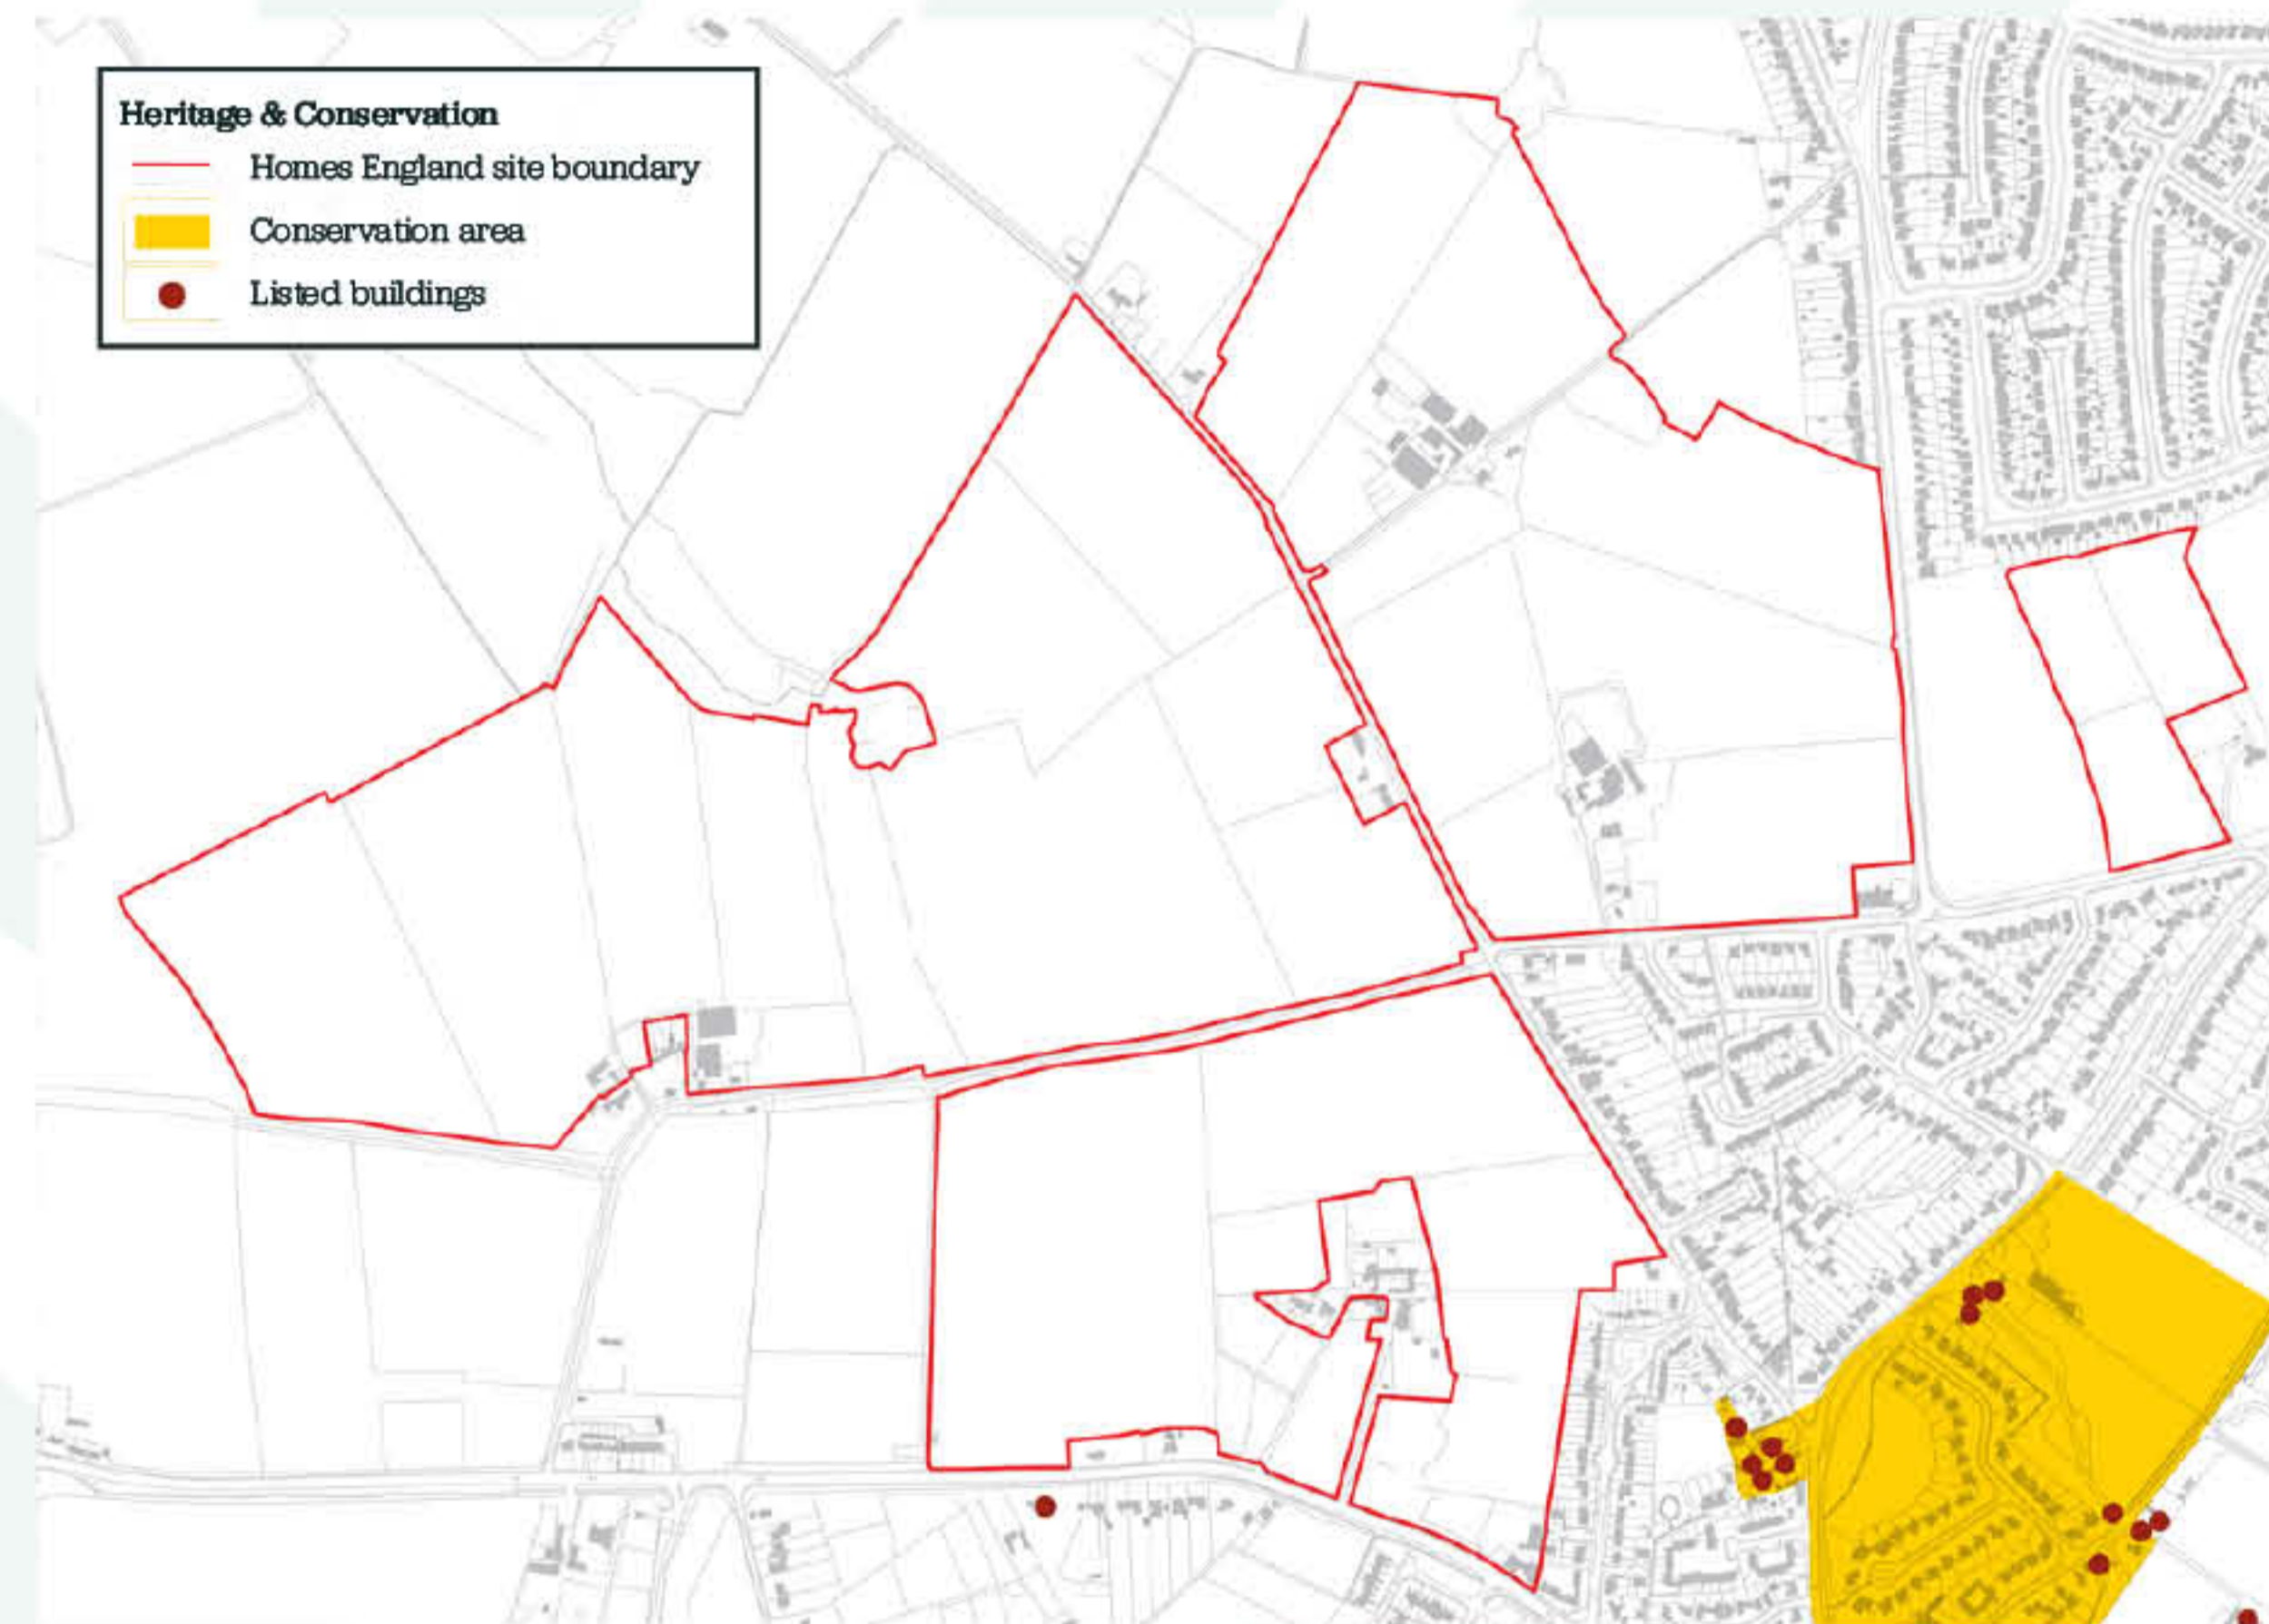 Heritage & Conservation
Homes England site boundary
Conservation area
Listed buildings